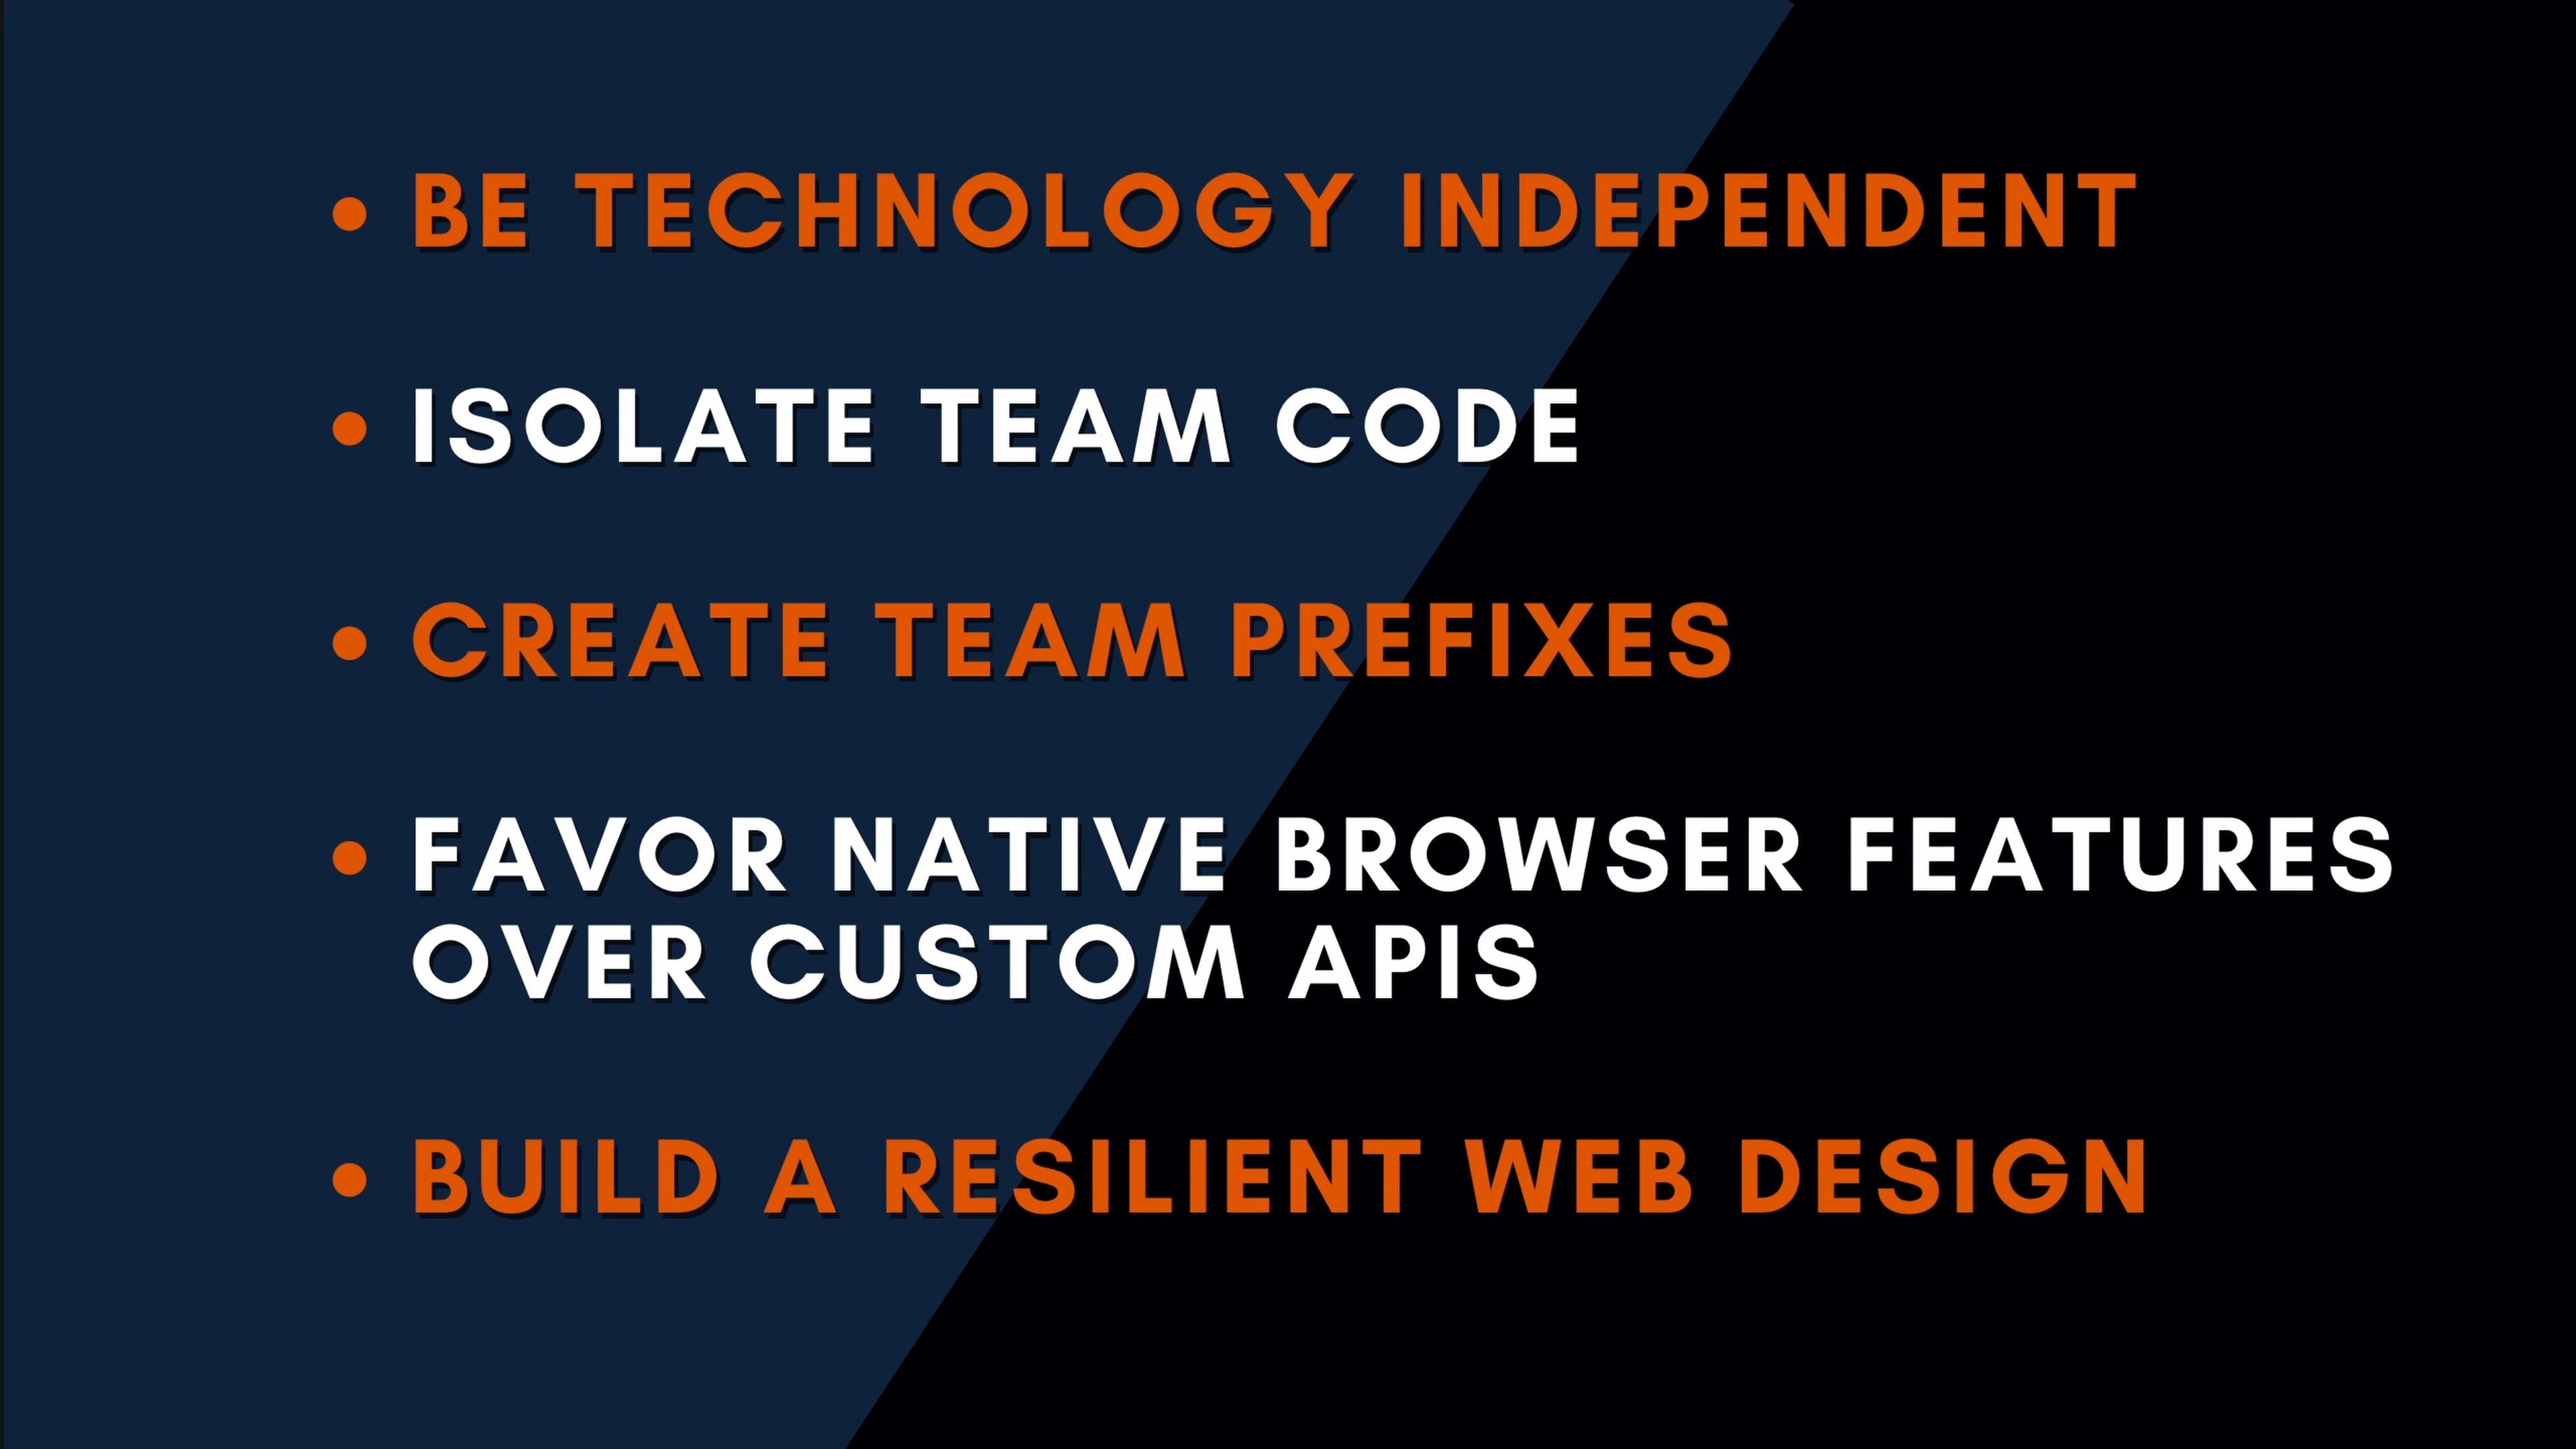 • BE TECHNOLOGY INDEPENDENT
• ISOLATE TEAM CODE
• CREATE TEAM PREFIXES
• FAVOR NATIVE BROWSER FEATURES
OVER CUSTOM APIS
• BUILD A RESILIENT WEB DESIGN